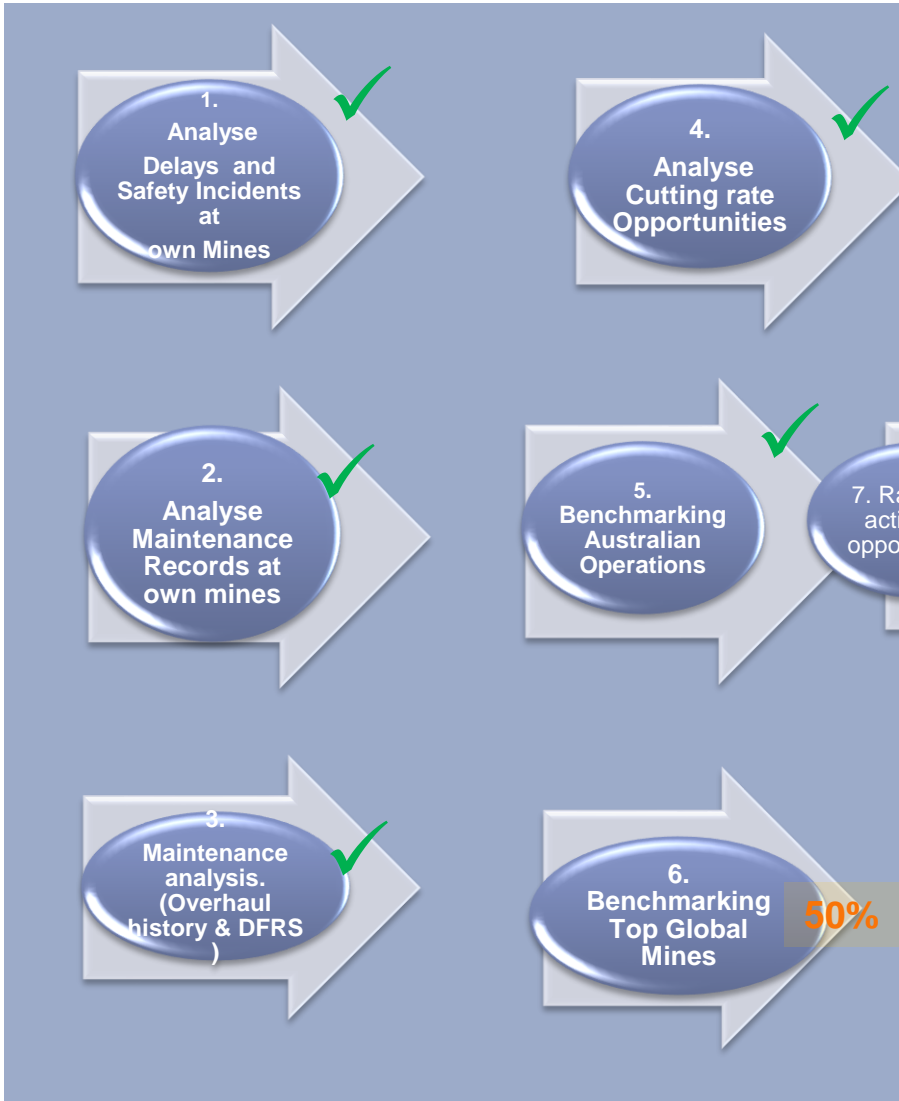 1.
Analyse
Delays and
Safety Incidents
at
own Mines
2.
Analyse
Maintenance
Records at
own mines
3.
Maintenance
analysis.
(Overhaul
history & DFRS
)
4.
Analyse
Cutting rate
Opportunities
5.
Benchmarking
Australian
Operations
6.
Benchmarking
Top Global
Mines
50%
7.